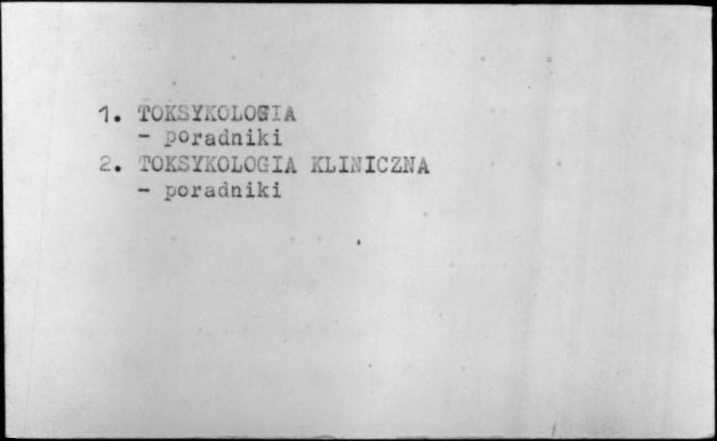 1. TOKSYKOLOGIA
- poradniki
2. TOKSYKOLOGIA KLINICZNA
- poradniki